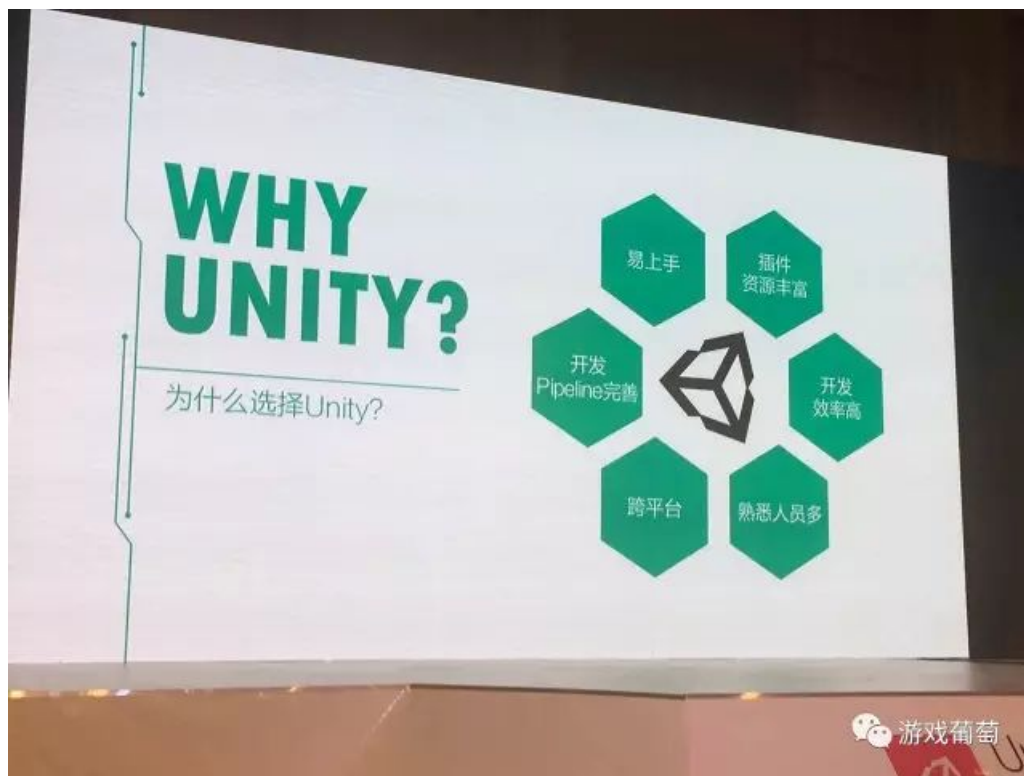 WHY
UNITY?
为什么选择Unity?
易上手
插件
资源丰富
开发
Pipeline完善
开发
效率高
跨平台
熟悉人员多
游戏葡萄